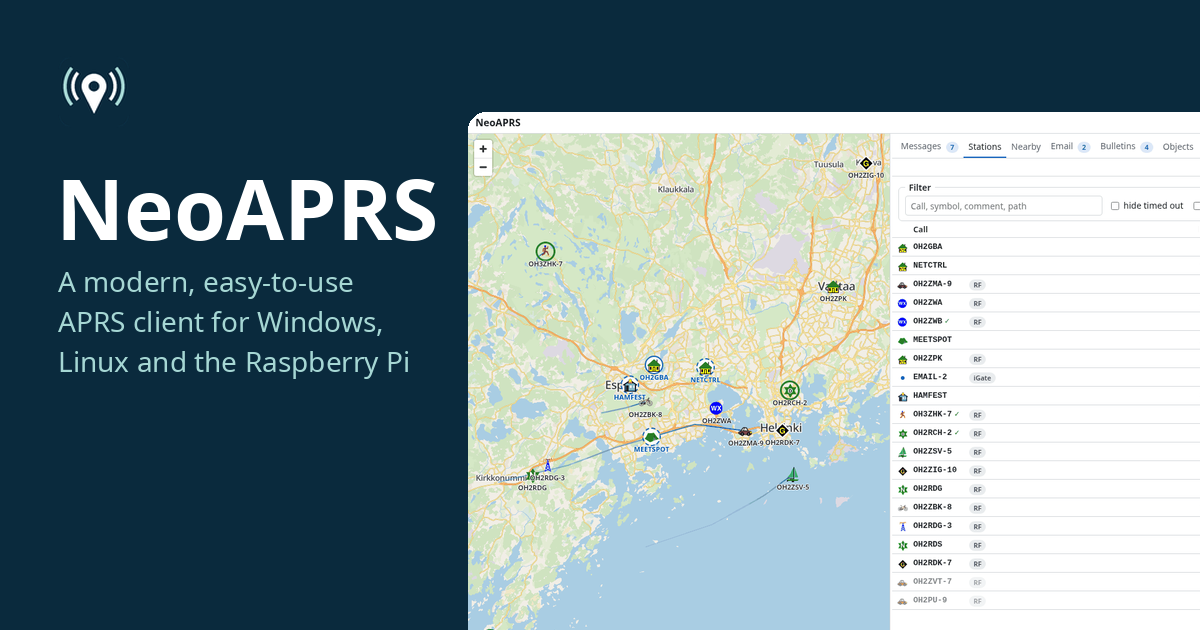 NeoAPRS
A modern, easy-to-use
APRS client for Windows,
Linux and the Raspberry Pi
NeoAPRS
+
−
Tuusula
OH2ZIG-10
Klaukkala
OH3ZHK-7
OH2ZPK
OH2GBA
NETCTRL
HAMFEST
OH2RCH-2
OH2ZBK-8
WX
OH2ZWA
OH2ZMA-9
OH2RDK-7
MEETSPOT
Kirkkonummi
OH2RDG-3
OH2RDG
OH2ZSV-5
Messages 7 Stations Nearby Email 2 Bulletins 4 Objects
Filter
Call, symbol, comment, path hide timed out
Call
OH2GBA
NETCTRL
OH2ZMA-9 RF
WX OH2ZWA RF
WX OH2ZWB ✓ RF
MEETSPOT
OH2ZPK RF
EMAIL-2 iGate
HAMFEST
OH3ZHK-7 ✓ RF
OH2RCH-2 ✓ RF
OH2ZSV-5 RF
OH2ZIG-10 RF
OH2RDG RF
OH2ZBK-8 RF
OH2RDG-3 RF
OH2RDS RF
OH2RDK-7 RF
OH2ZVT-7 RF
OH2PU-9 RF